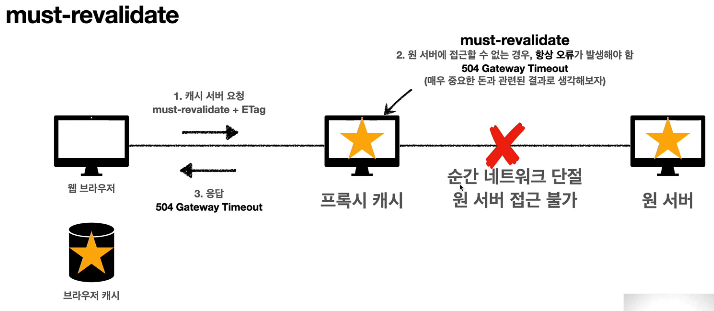 must-revalidate
must-revalidate
2. 원 서버에 접근할 수 없는 경우, 항상 오류가 발생해야 함
504 Gateway Timeout
(매우 중요한 돈과 관련된 결과로 생각해보자)
1. 캐시 서버 요청
must-revalidate + ETag
웹 브라우저
3. 응답
504 Gateway Timeout
프록시 캐시
순간 네트워크 단절
원 서버 접근 불가
원 서버
브라우저 캐시